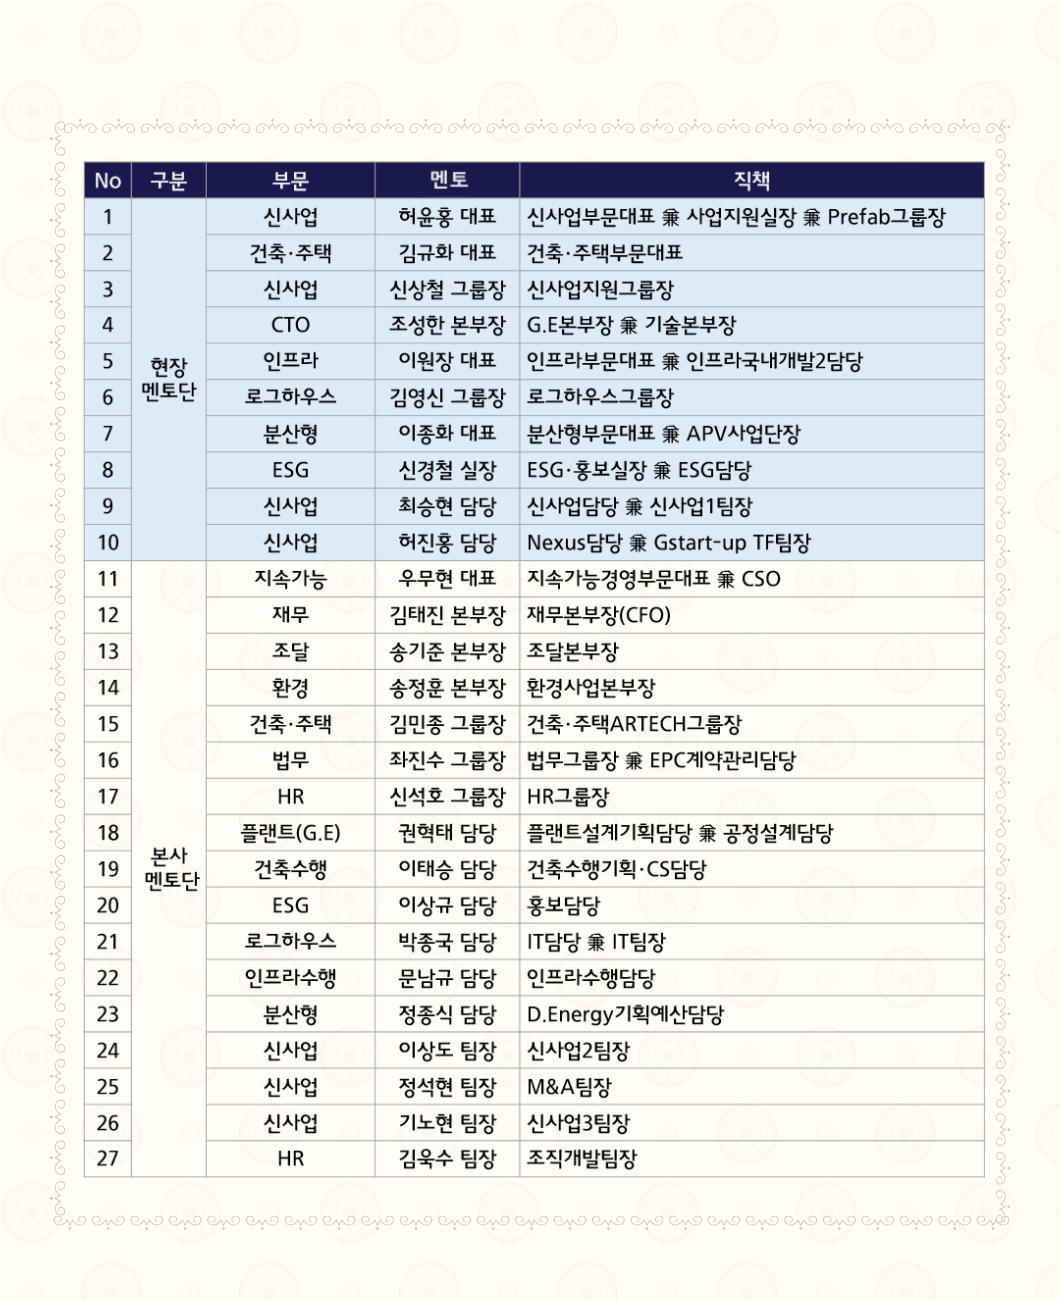 No 구분 부문 멘토 직책
현장
멘토단
1 신사업 허윤홍 대표 신사업부문대표 兼 사업지원실장 兼 Prefab그룹장
2 건축·주택 김규화 대표 건축·주택부문대표
3 신사업 신상철 그룹장 신사업지원그룹장
4 CTO 조성한 본부장 G.E본부장 兼 기술본부장
5 인프라 이원장 대표 인프라부문대표 兼 인프라국내개발2담당
6 로그하우스 김영신 그룹장 로그하우스그룹장
7 분산형 이종화 대표 분산형부문대표 兼 APV사업단장
8 ESG 신경철 실장 ESG·홍보실장 兼 ESG담당
9 신사업 최승현 담당 신사업담당 兼 신사업1팀장
10 신사업 허진홍 담당 Nexus담당 兼 Gstart-up TF팀장
본사
멘토단
11 지속가능 우무현 대표 지속가능경영부문대표 兼 CSO
12 재무 김태진 본부장 재무본부장(CFO)
13 조달 송기준 본부장 조달본부장
14 환경 송정훈 본부장 환경사업본부장
15 건축·주택 김민종 그룹장 건축·주택ARTECH그룹장
16 법무 좌진수 그룹장 법무그룹장 兼 EPC계약관리담당
17 HR 신석호 그룹장 HR그룹장
18 플랜트(G.E) 권혁태 담당 플랜트설계기획담당 兼 공정설계담당
19 건축수행 이태승 담당 건축수행기획·CS담당
20 ESG 이상규 담당 홍보담당
21 로그하우스 박종국 담당 IT담당 兼 IT팀장
22 인프라수행 문남규 담당 인프라수행담당
23 분산형 정종식 담당 D.Energy기획예산담당
24 신사업 이상도 팀장 신사업2팀장
25 신사업 정석현 팀장 M&A팀장
26 신사업 기노현 팀장 신사업3팀장
27 HR 김욱수 팀장 조직개발팀장